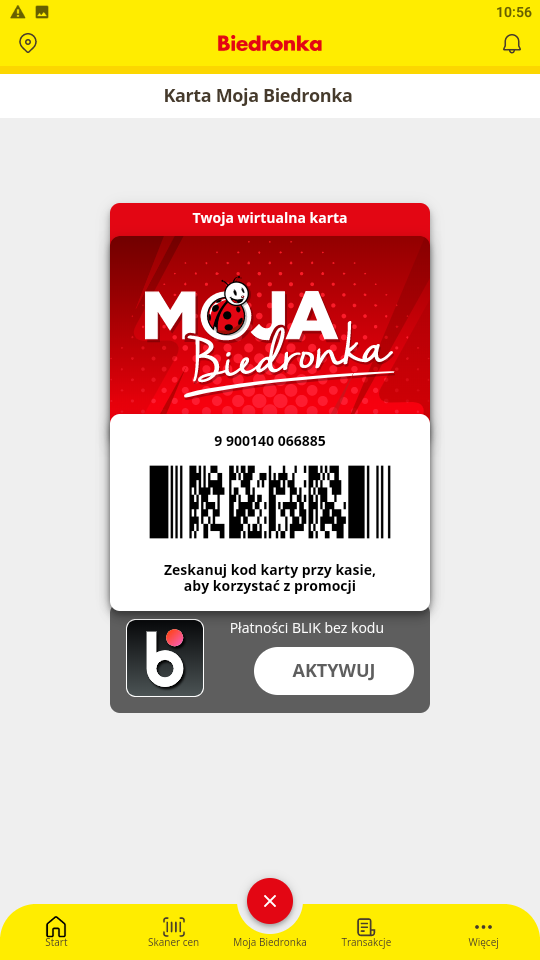 10:56
Biedronka
Karta Moja Biedronka
Twoja wirtualna karta
MOJA
Biedronka
9 900140 066885
Zeskanuj kod karty przy kasie,
aby korzystać z promocji
Płatności BLIK bez kodu
b
AKTYWUJ
Start
Skaner cen
Moja Biedronka
Transakcje
Więcej